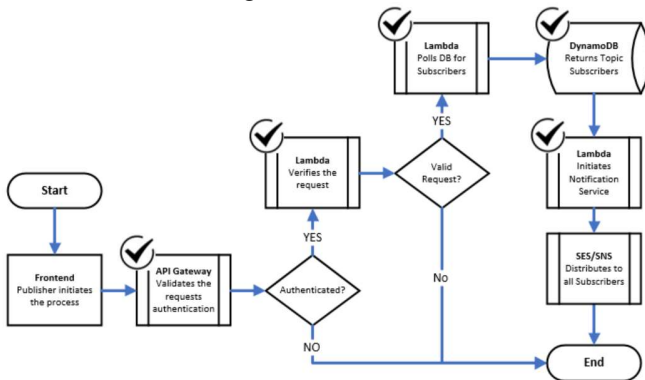 Lambda
Polls DB for
Subscribers
DynamoDB
Returns Topic
Subscribers
YES
Lambda
Verifies the
request
Valid
Request?
Lambda
Initiates
Notification
Service
Start
YES
No
Frontend
Publisher initiates
the process
API Gateway
Validates the
requests
authentication
Authenticated?
SES/SNS
Distributes to
all Subscribers
NO
End